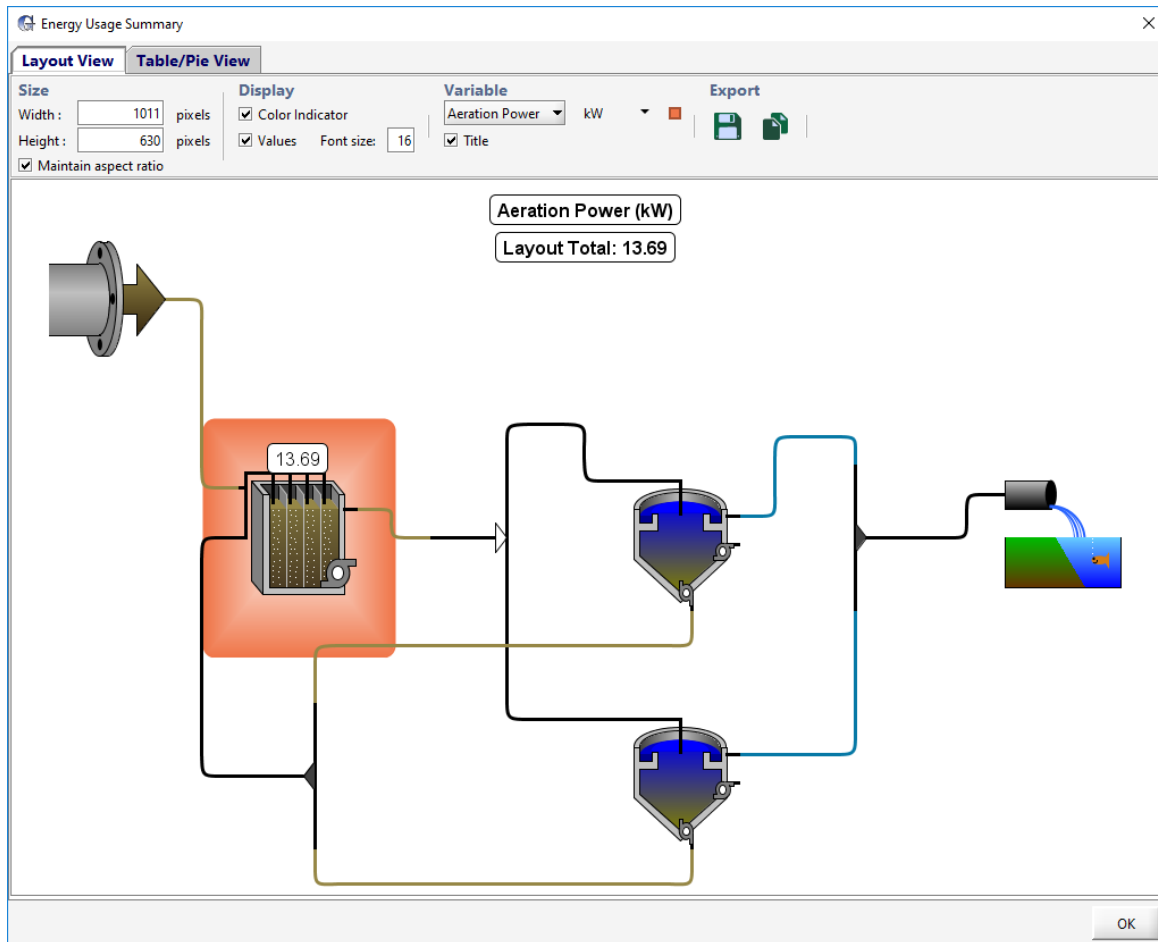 Energy Usage Summary
Layout View Table/Pie View
Size Display Variable Export
Width : 1011 pixels Color Indicator Aeration Power kW
Height : 630 pixels Values Font size: 16 Title
Maintain aspect ratio
Aeration Power (kW)
Layout Total: 13.69
13.69
OK